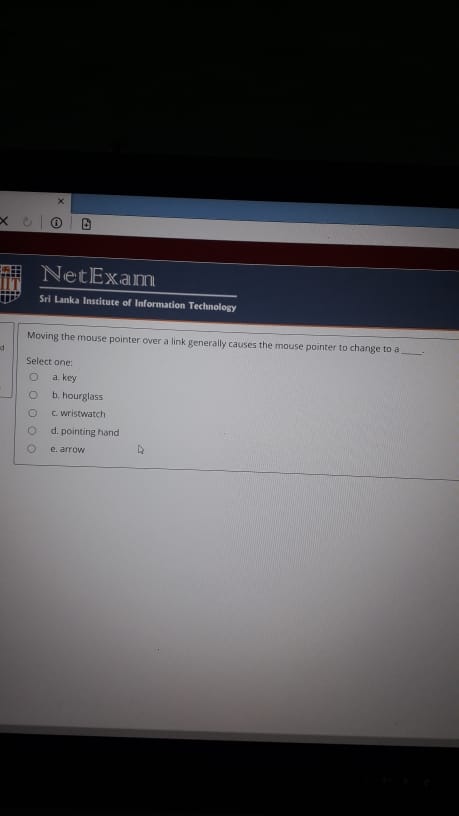 NetExam
Sri Lanka Institute of Information Technology
Moving the mouse pointer over a link generally causes the mouse pointer to change to a ____.
Select one:
a. key
b. hourglass
c. wristwatch
d. pointing hand
e. arrow